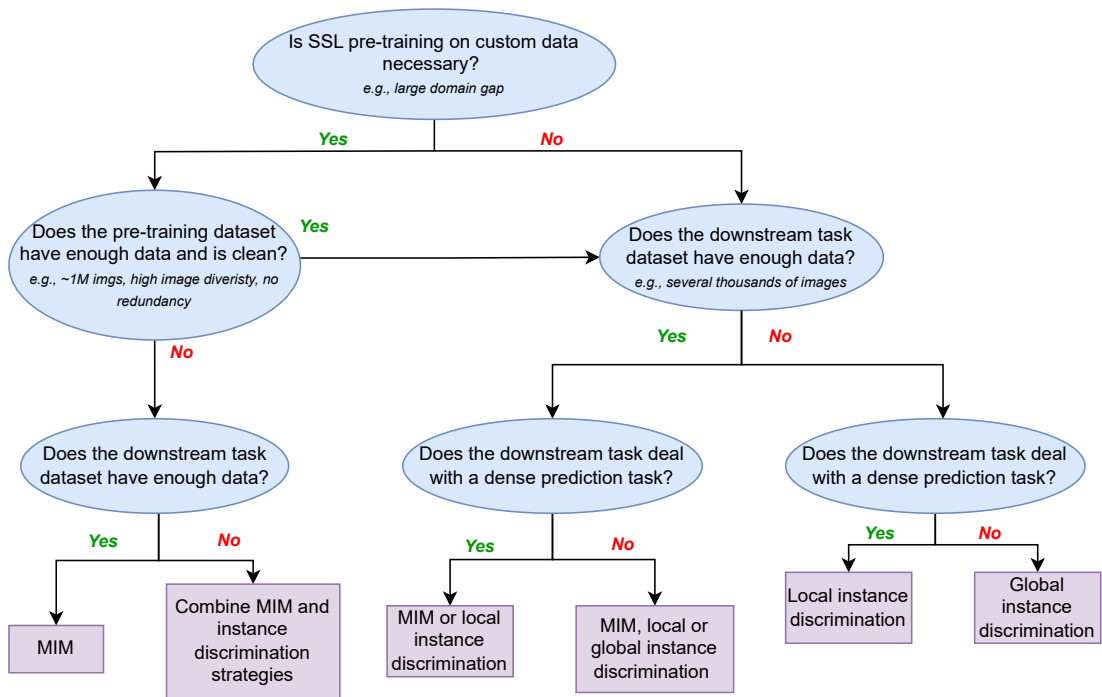 Is SSL pre-training on custom data
necessary?
e.g., large domain gap
Yes
No
Does the pre-training dataset
have enough data and is clean?
e.g., ~1M imgs, high image diveristy, no
redundancy
Yes
Does the downstream task
dataset have enough data?
e.g., several thousands of images
No
Yes
No
Does the downstream task
dataset have enough data?
Does the downstream task deal
with a dense prediction task?
Does the downstream task deal
with a dense prediction task?
Yes
No
Yes
No
Yes
No
MIM
Combine MIM and
instance
discrimination
strategies
MIM or local
instance
discrimination
MIM, local or
global instance
discrimination
Local instance
discrimination
Global
instance
discrimination